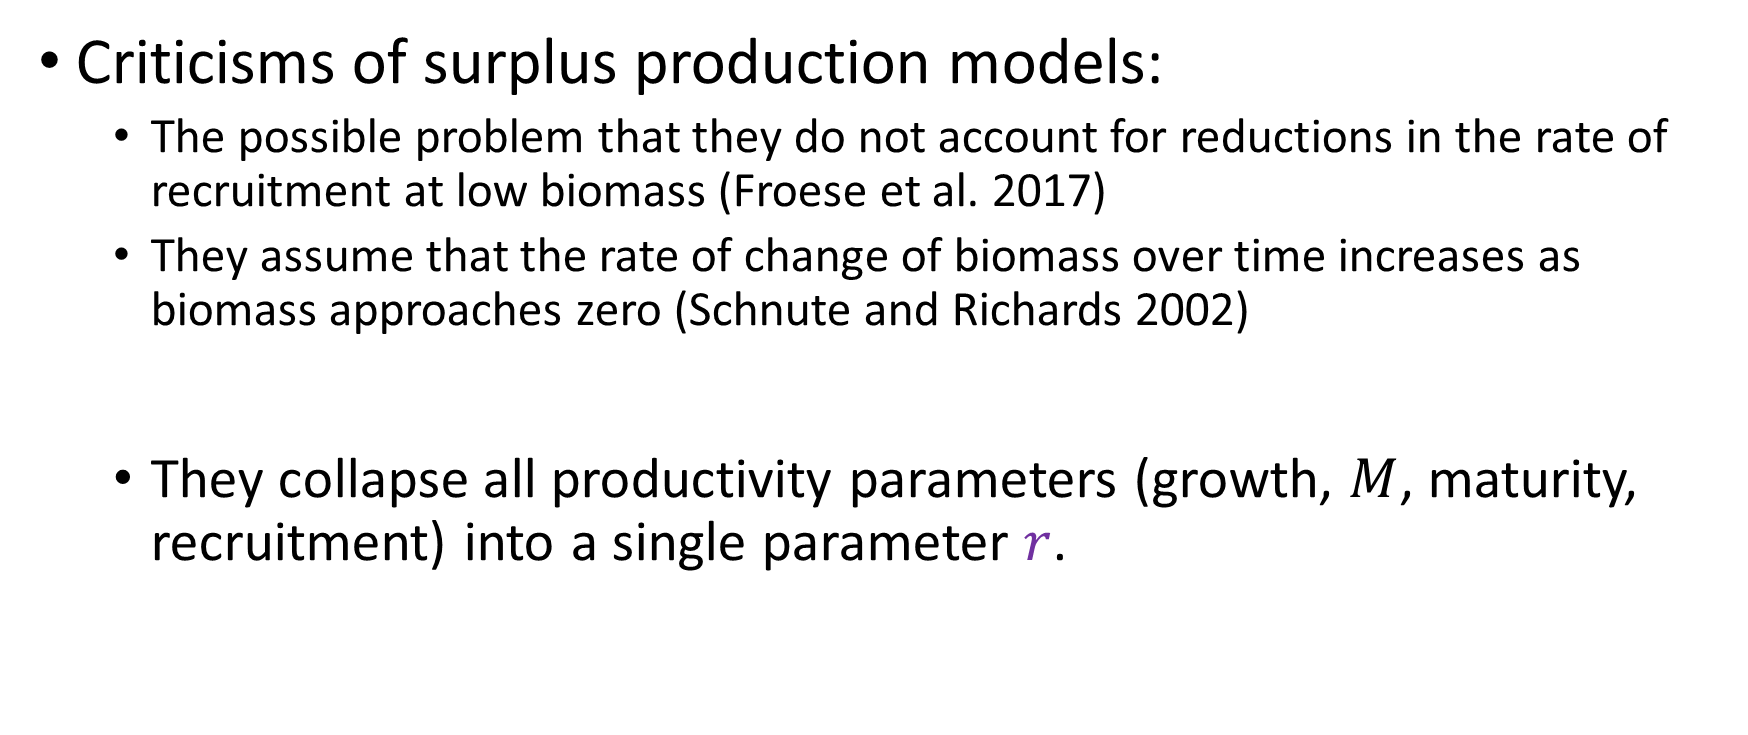 • Criticisms of surplus production models:
• The possible problem that they do not account for reductions in the rate of
recruitment at low biomass (Froese et al. 2017)
• They assume that the rate of change of biomass over time increases as
biomass approaches zero (Schnute and Richards 2002)
• They collapse all productivity parameters (growth, M, maturity,
recruitment) into a single parameter r.